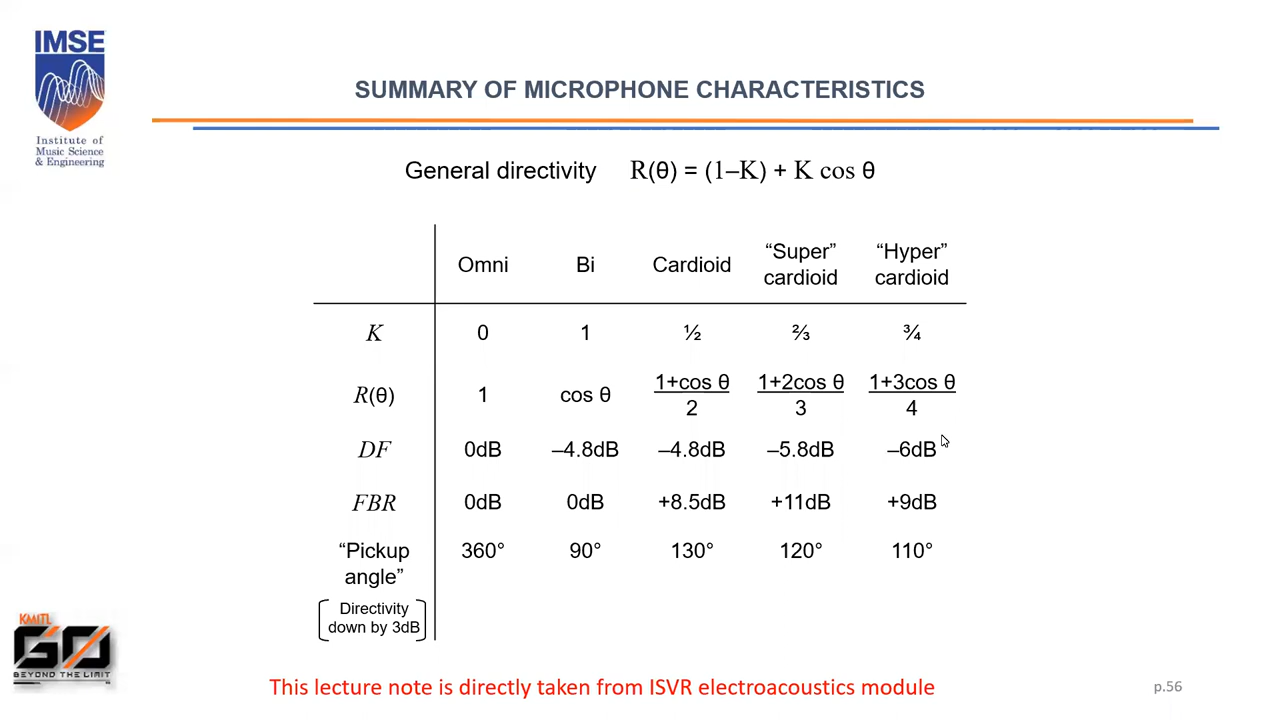 IMSE
Institute of
Music Science
& Engineering
SUMMARY OF MICROPHONE CHARACTERISTICS
General directivity R(θ) = (1–K) + K cos θ
Omni Bi Cardioid “Super” cardioid “Hyper” cardioid
K 0 1 ½ ⅔ ¾
R(θ) 1 cos θ 1+cos θ / 2 1+2cos θ / 3 1+3cos θ / 4
DF 0dB –4.8dB –4.8dB –5.8dB –6dB
FBR 0dB 0dB +8.5dB +11dB +9dB
“Pickup angle” 360° 90° 130° 120° 110°
Directivity
down by 3dB
KMITL
GO
BEYOND THE LIMIT
This lecture note is directly taken from ISVR electroacoustics module
p.56